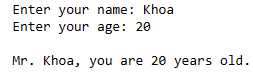 Enter your name: Khoa
Enter your age: 20
Mr. Khoa, you are 20 years old.